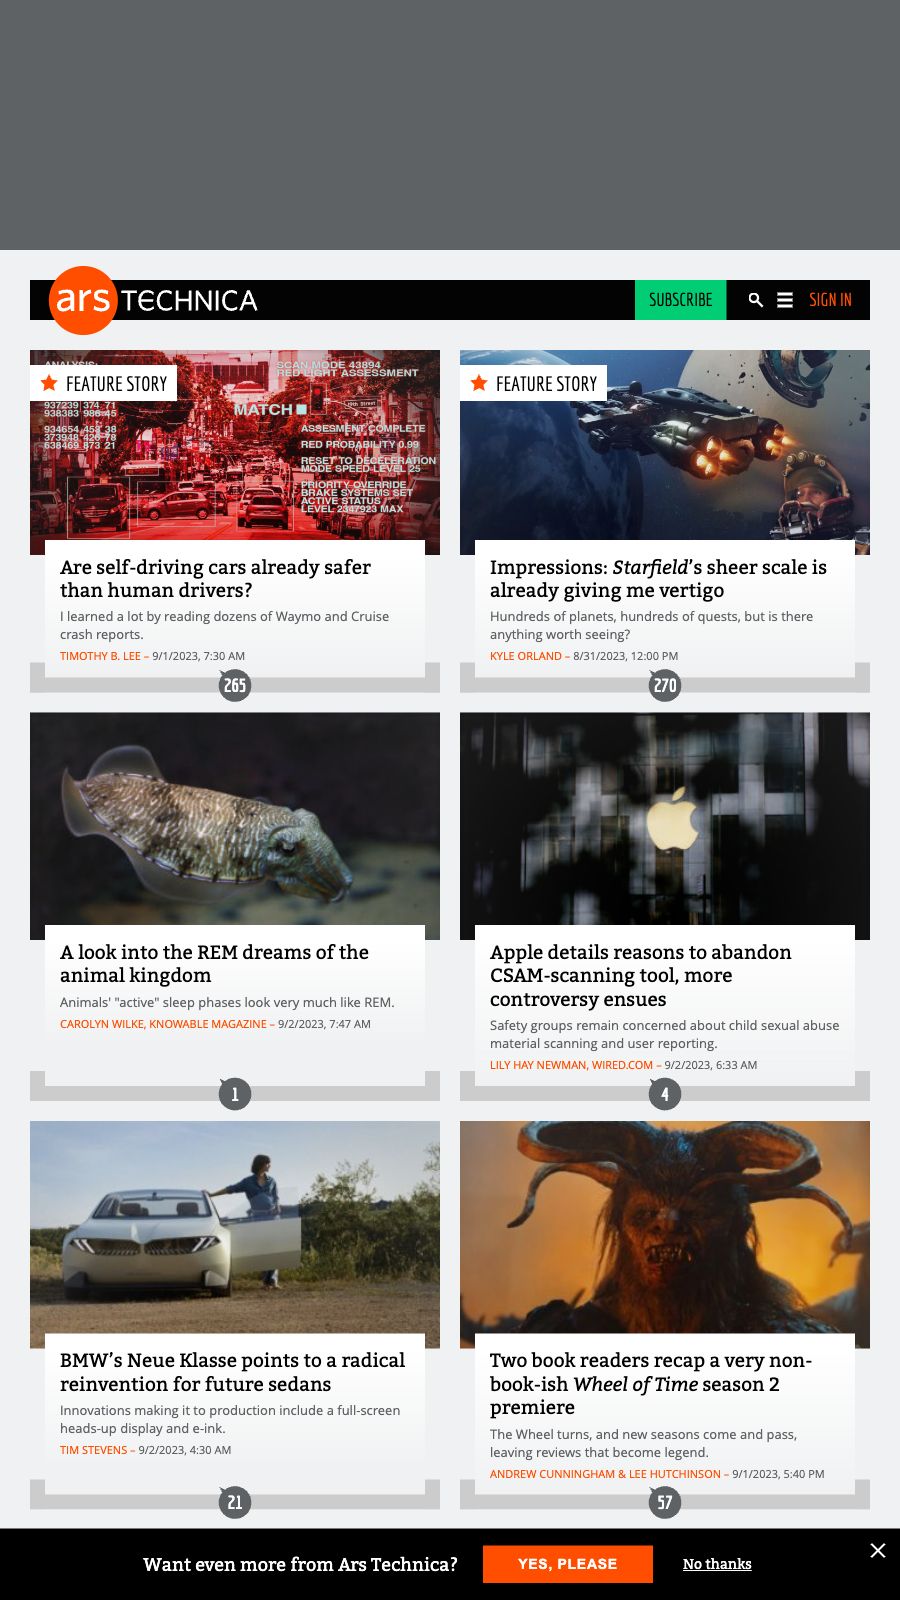 ars TECHNICA
SUBSCRIBE
SIGN IN
ANALYSIS:
SCAN MODE 43894
RED LIGHT ASSESSMENT
FEATURE STORY
937239 374 71
938383 986 45
MATCH
934654 453 38
373948 426 78
638469 873 21
ASSESMENT COMPLETE
RED PROBABILITY 0.99
RESET TO DECELERATION
MODE SPEED LEVEL 25
PRIORITY OVERRIDE
BRAKE SYSTEMS SET
ACTIVE STATUS
LEVEL 2347923 MAX
Are self-driving cars already safer
than human drivers?
I learned a lot by reading dozens of Waymo and Cruise
crash reports.
TIMOTHY B. LEE – 9/1/2023, 7:30 AM
265
FEATURE STORY
Impressions: Starfield’s sheer scale is
already giving me vertigo
Hundreds of planets, hundreds of quests, but is there
anything worth seeing?
KYLE ORLAND – 8/31/2023, 12:00 PM
270
A look into the REM dreams of the
animal kingdom
Animals' "active" sleep phases look very much like REM.
CAROLYN WILKE, KNOWABLE MAGAZINE – 9/2/2023, 7:47 AM
1
Apple details reasons to abandon
CSAM-scanning tool, more
controversy ensues
Safety groups remain concerned about child sexual abuse
material scanning and user reporting.
LILY HAY NEWMAN, WIRED.COM – 9/2/2023, 6:33 AM
4
BMW’s Neue Klasse points to a radical
reinvention for future sedans
Innovations making it to production include a full-screen
heads-up display and e-ink.
TIM STEVENS – 9/2/2023, 4:30 AM
21
Two book readers recap a very non-
book-ish Wheel of Time season 2
premiere
The Wheel turns, and new seasons come and pass,
leaving reviews that become legend.
ANDREW CUNNINGHAM & LEE HUTCHINSON – 9/1/2023, 5:40 PM
57
Want even more from Ars Technica?
YES, PLEASE
No thanks